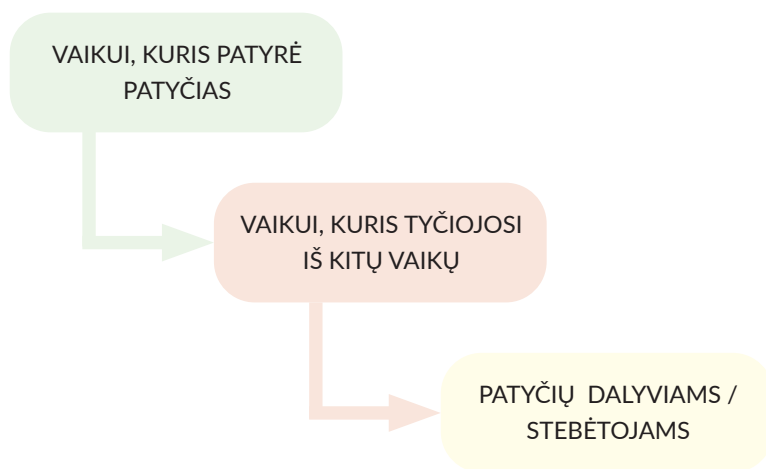 VAIKUI, KURIS PATYRĖ
PATYČIAS
VAIKUI, KURIS TYČIOJOSI
IŠ KITŲ VAIKŲ
PATYČIŲ DALYVIAMS /
STEBĖTOJAMS